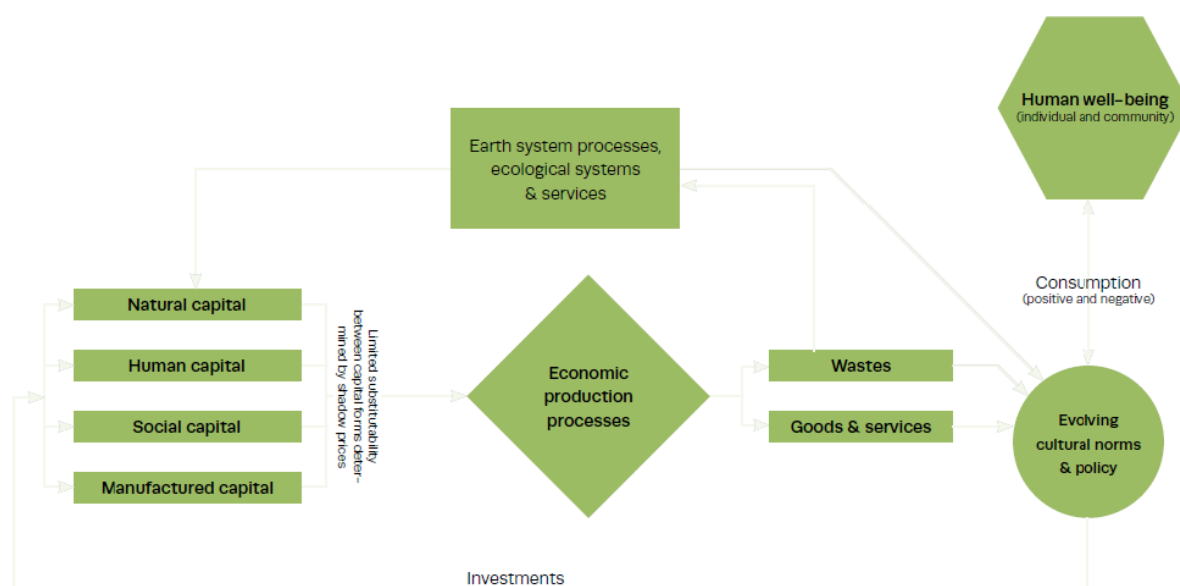 Human well-being
(individual and community)
Earth system processes,
ecological systems
& services
Consumption
(positive and negative)
Natural capital
Human capital
Social capital
Manufactured capital
Limited substitutability
between capital forms deter-
mined by shadow prices
Economic
production
processes
Wastes
Goods & services
Evolving
cultural norms
& policy
Investments